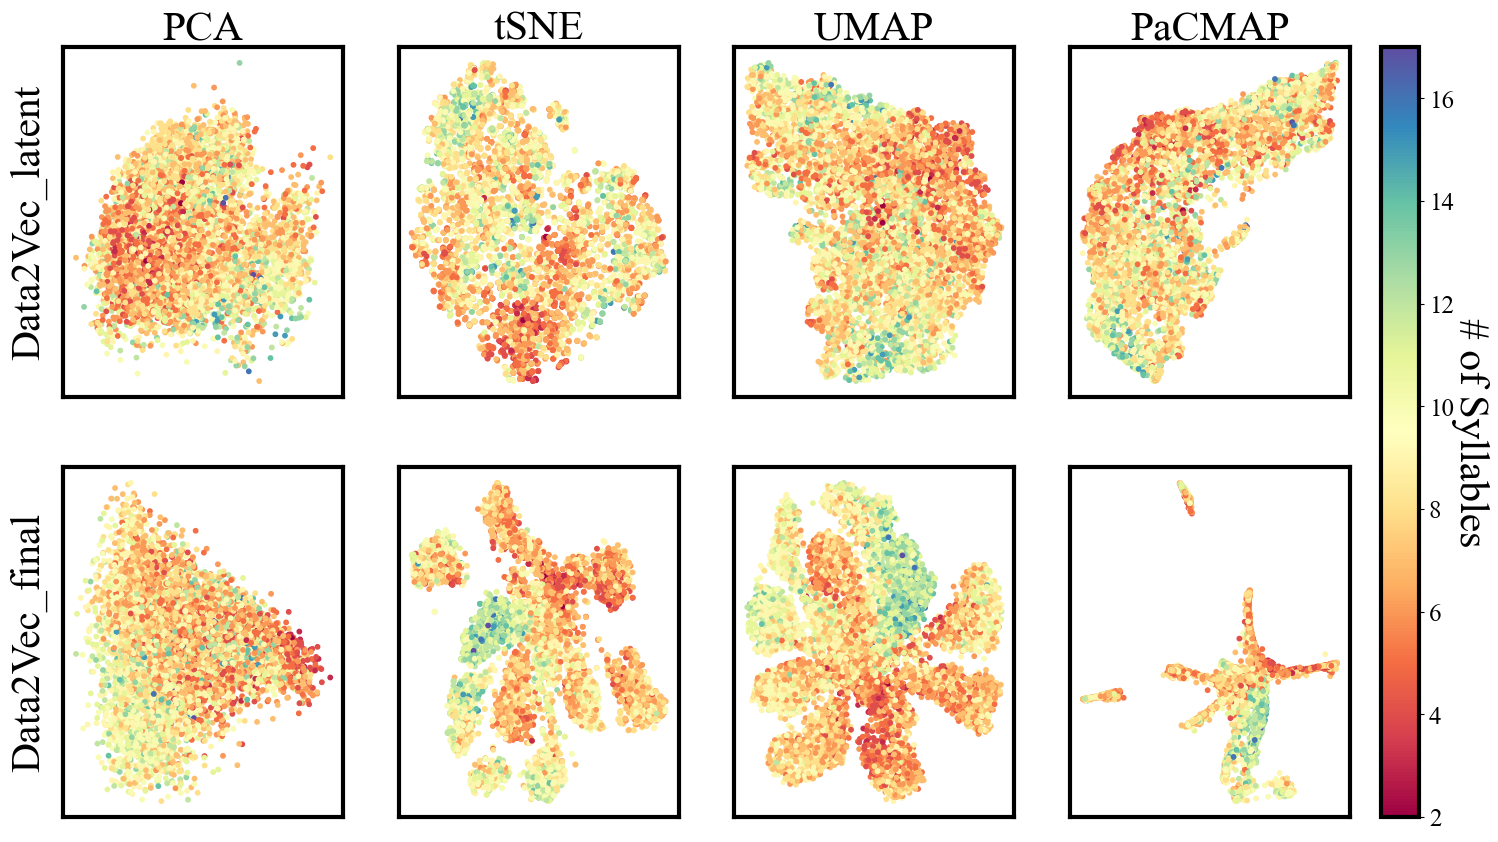 PCA
tSNE
UMAP
PaCMAP
Data2Vec_latent
Data2Vec_final
16
14
12
10
8
6
4
2
# of Syllables